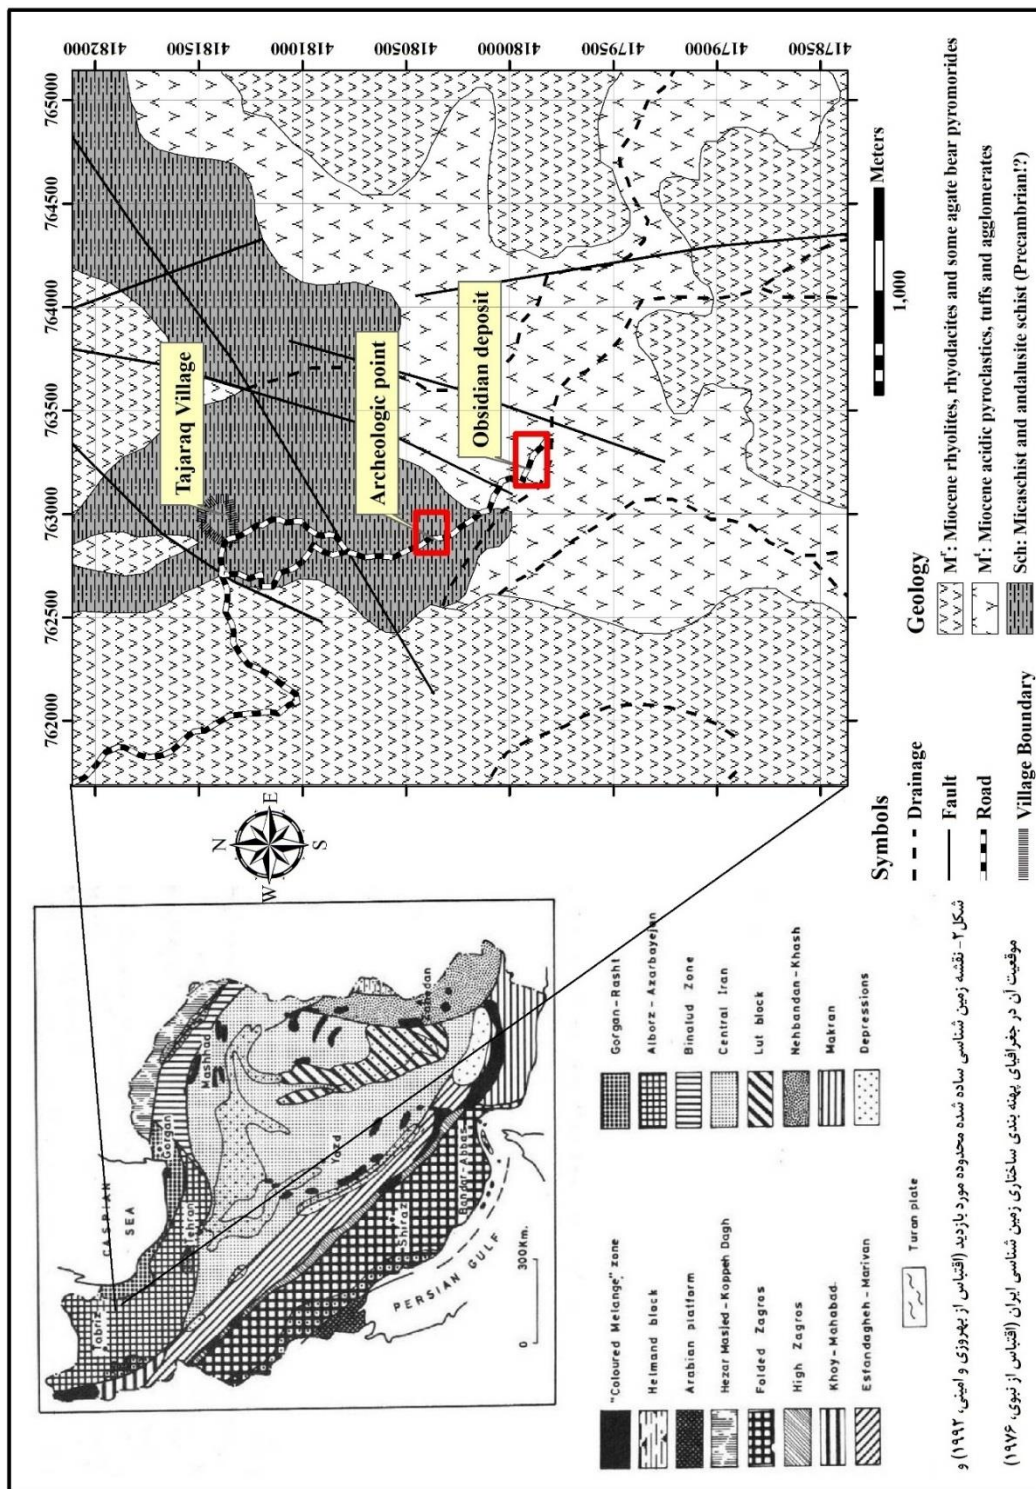 762000
762500
763000
763500
764000
764500
765000
4182000
4181500
4181000
4180500
4180000
4179500
4179000
4178500
Tajaraq Village
Archeologic point
Obsidian deposit
N
E
S
W
CASPIAN
SEA
Tabriz
Tehran
Gorgan
Mashhad
Yazd
Zahedan
Shiraz
Bandar-Abbas
PERSIAN GULF
0
300Km.
"Coloured Melange" zone
Helmand block
Arabian platform
Hezar Masjed-Koppeh Dagh
Folded Zagros
High Zagros
Khoy-Mahabad
Esfandagheh-Marivan
Gorgan-Rasht
Alborz-Azarbayejan
Binalud Zone
Central Iran
Lut block
Nehbandan-Khash
Makran
Depressions
Turan plate
Symbols
Drainage
Fault
Road
Village Boundary
Geology
Mʳ: Miocene rhyolites, rhyodacites and some agate bear pyromorides
Mᵗ: Miocene acidic pyroclastics, tuffs and agglomerates
Sch: Micaschist and andalusite schist (Precambrian!?)
1,000
Meters
شکل۲- نقشه زمین شناسی ساده شده محدوده مورد بازدید (اقتباس از بهروزی و امینی، ۱۹۹۲) و
موقعیت آن در جغرافیای پهنه بندی ساختاری زمین شناسی ایران (اقتباس از نبوی، ۱۹۷۶)